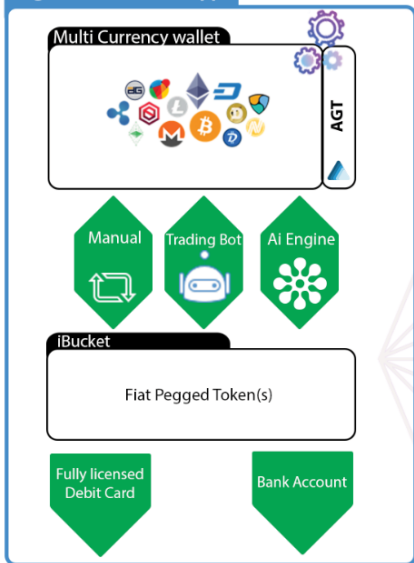 Multi Currency wallet
AGT
Manual
Trading Bot
Ai Engine
iBucket
Fiat Pegged Token(s)
Fully licensed
Debit Card
Bank Account